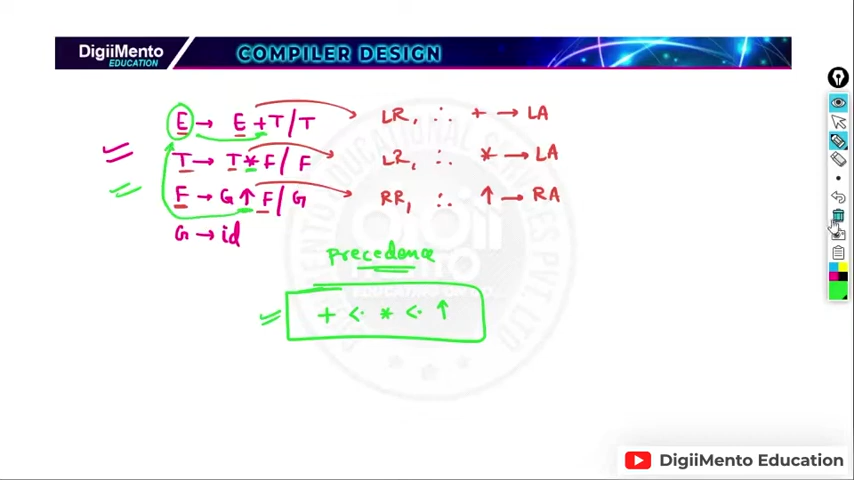 DigiiMento
EDUCATION
COMPILER DESIGN
E → E + T / T LR, ∴ + → LA
T → T * F / F LR, ∴ * → LA
F → G ↑ F / G RR, ∴ ↑ → RA
G → id
Precedence
+ <· * <· ↑
DigiiMento Education